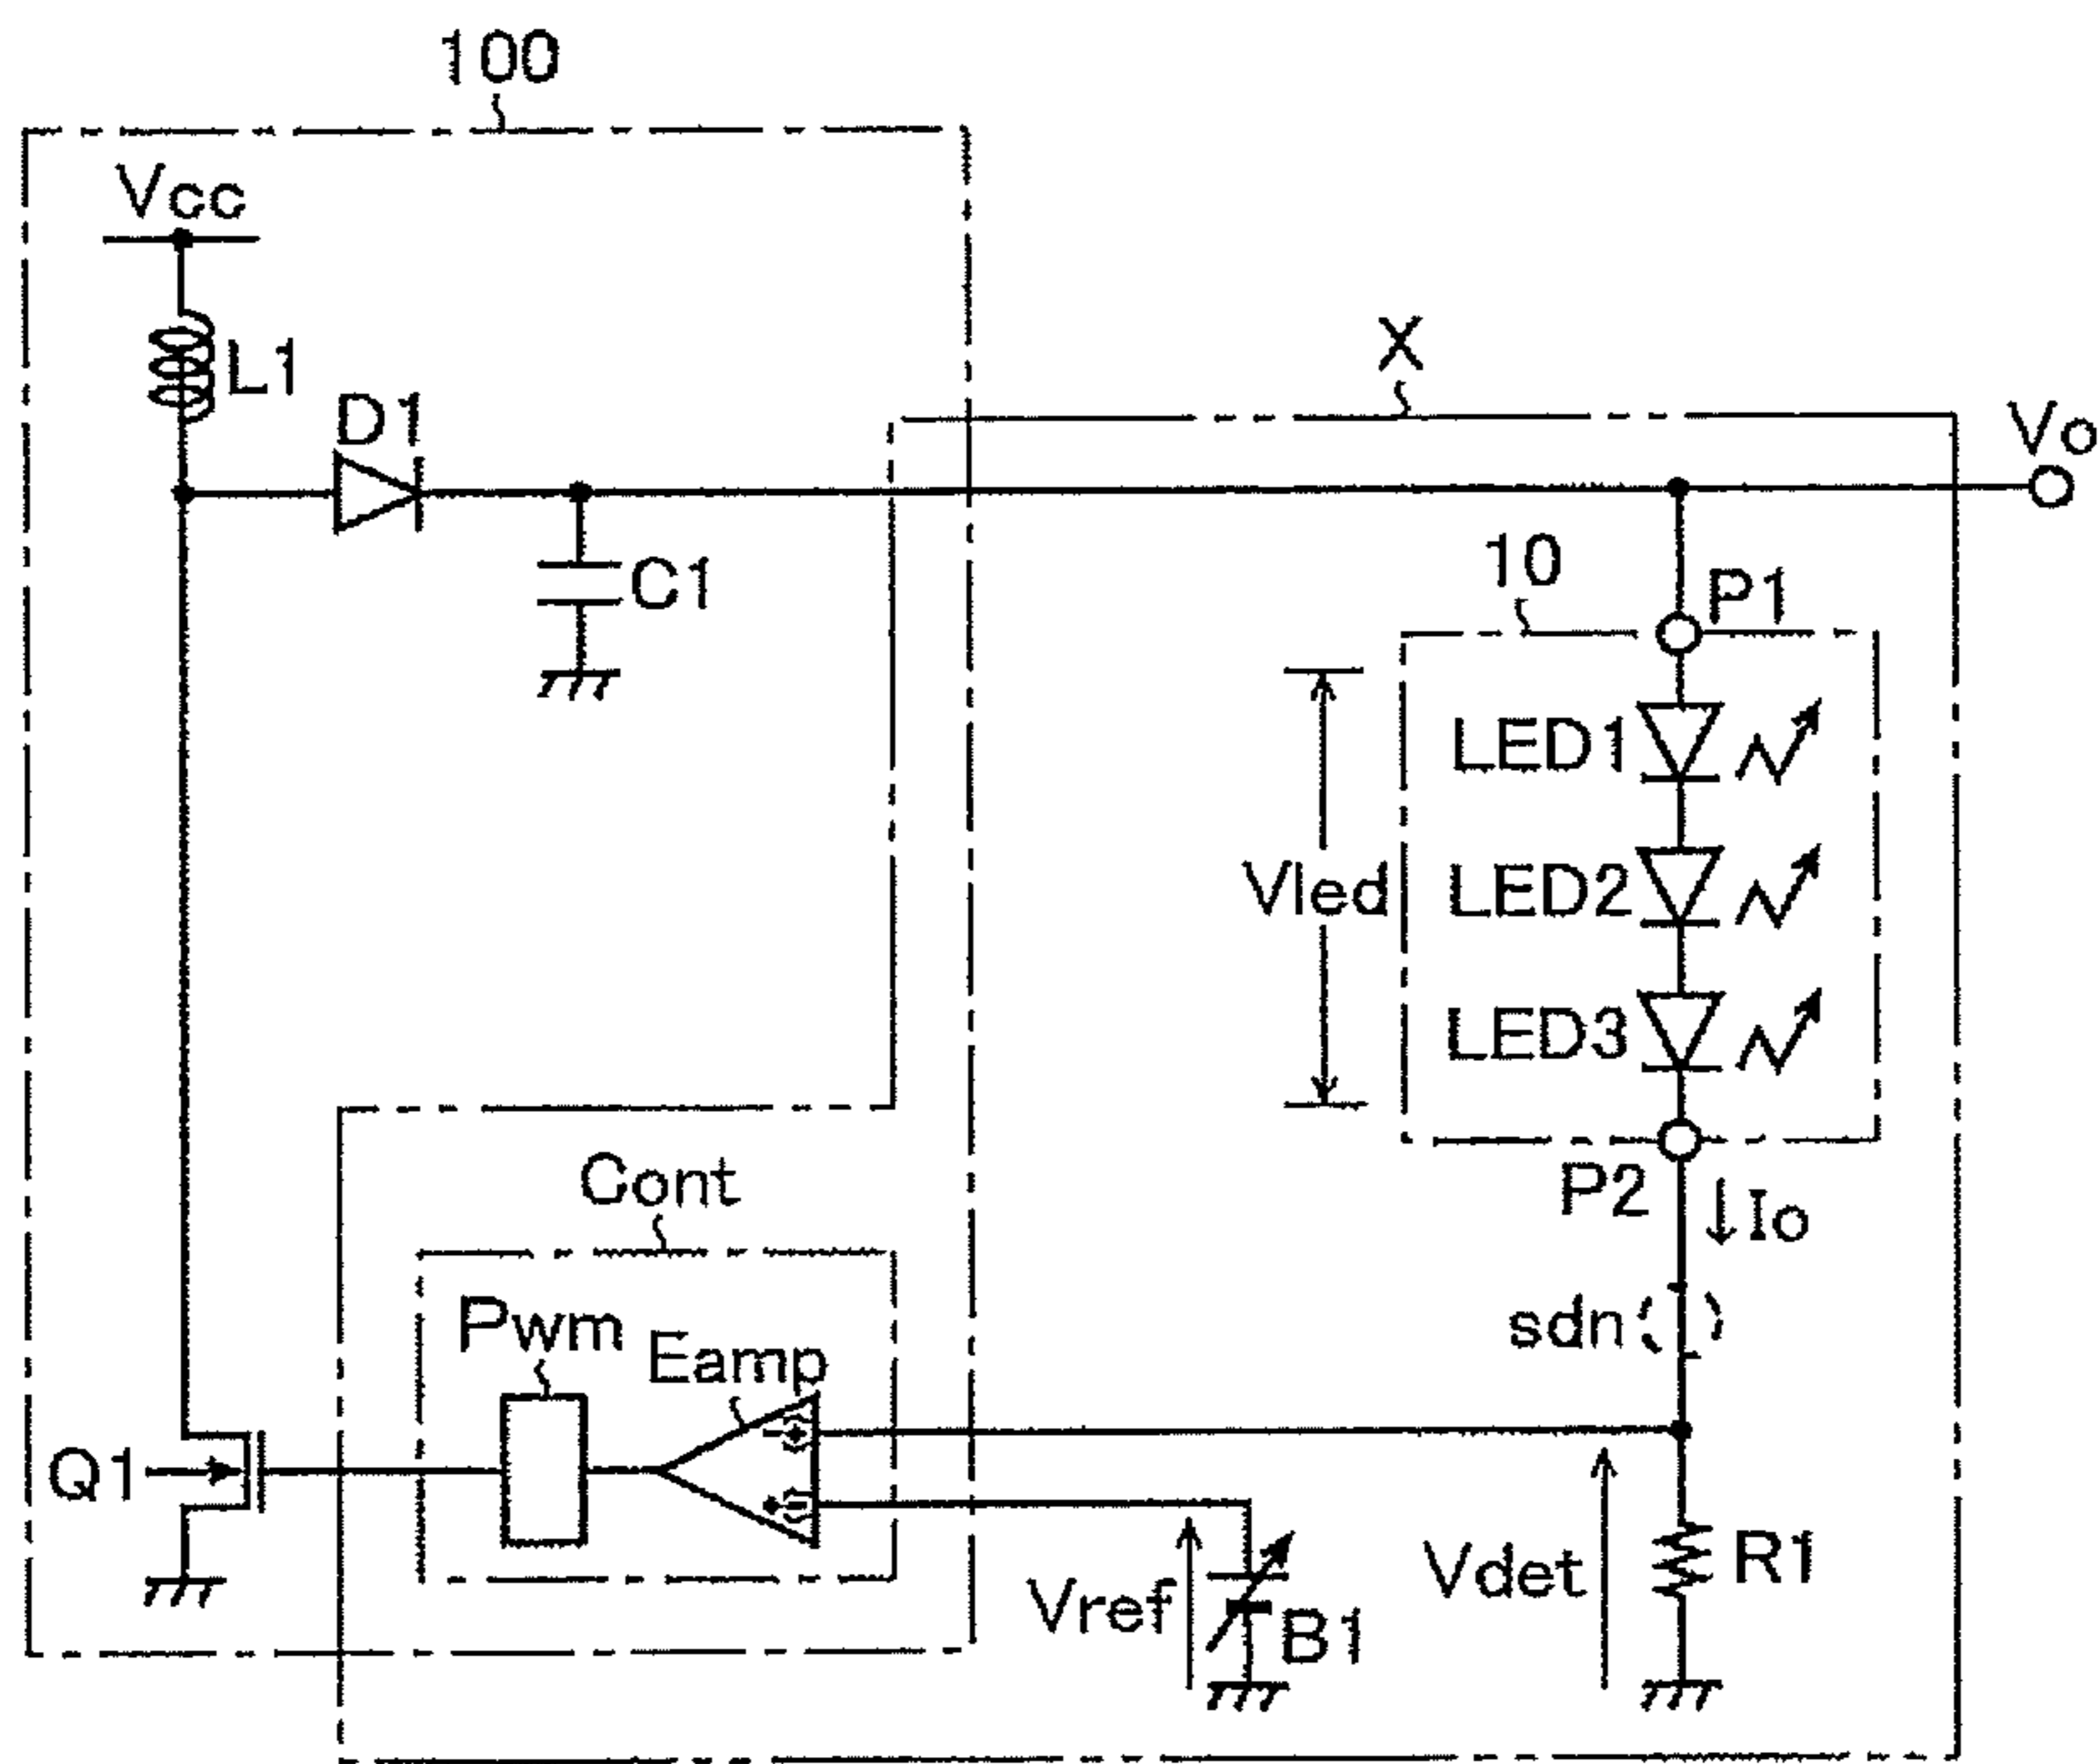 100
Vcc
L1
D1
X
Vo
C1
10
P1
LED1
Vled
LED2
LED3
Cont
P2
Io
Pwm
Eamp
sdn
(-)
Q1
(+)
Vref
B1
Vdet
R1